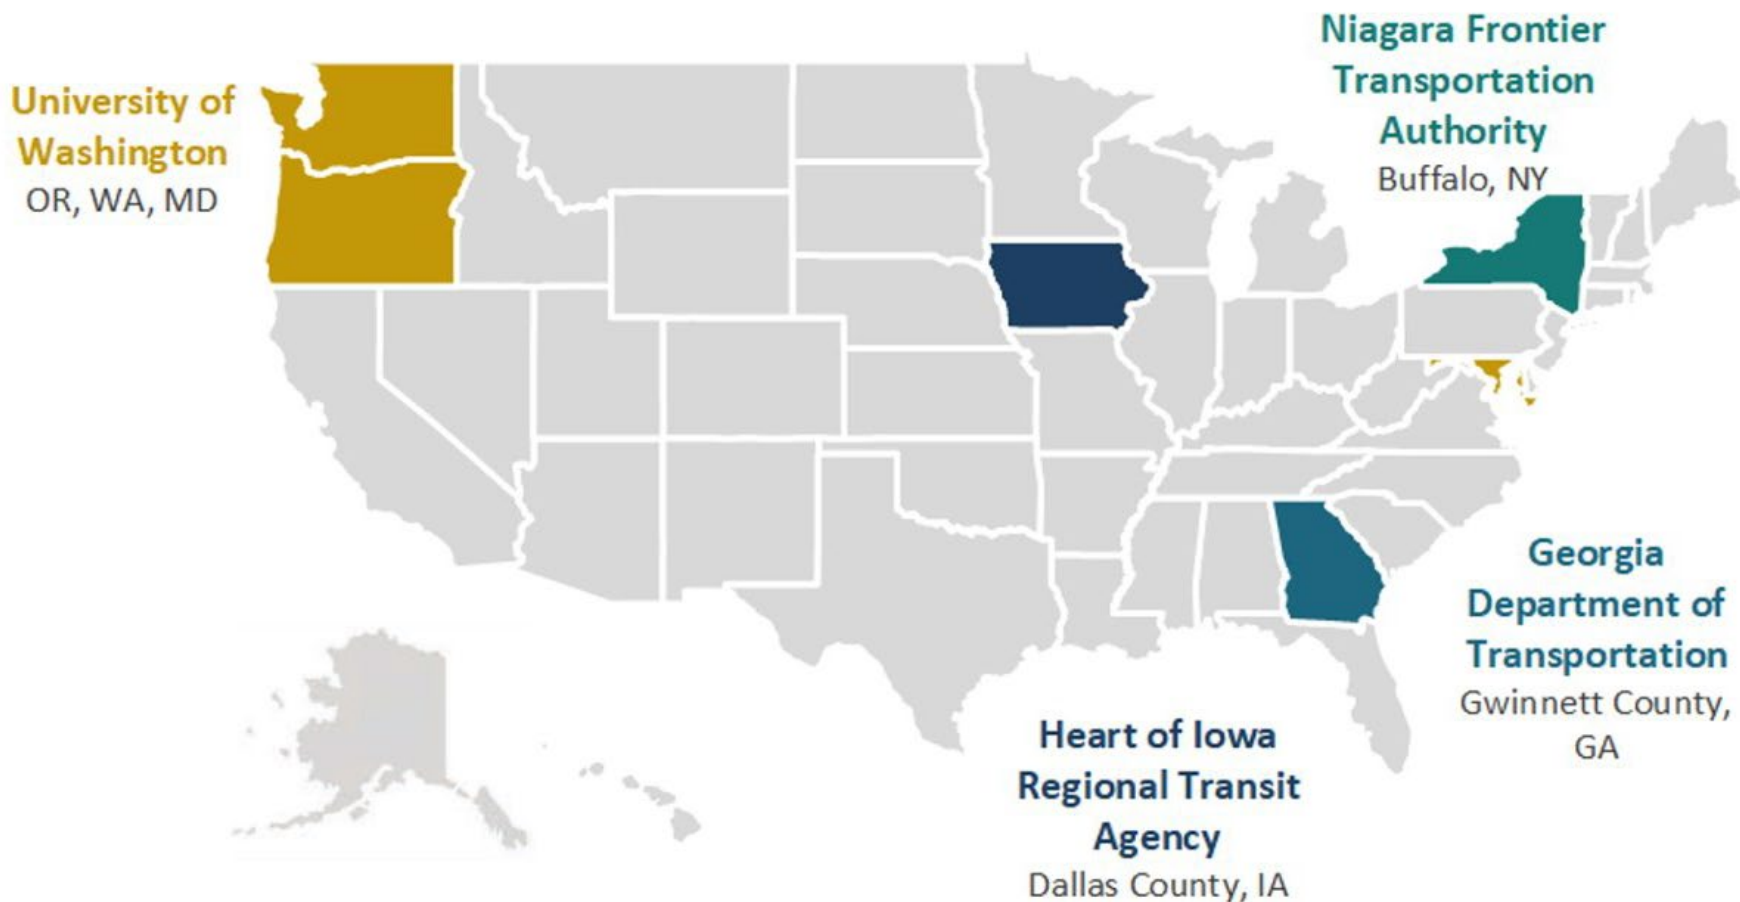 Niagara Frontier
Transportation
Authority
Buffalo, NY
University of
Washington
OR, WA, MD
Georgia
Department of
Transportation
Gwinnett County,
GA
Heart of Iowa
Regional Transit
Agency
Dallas County, IA